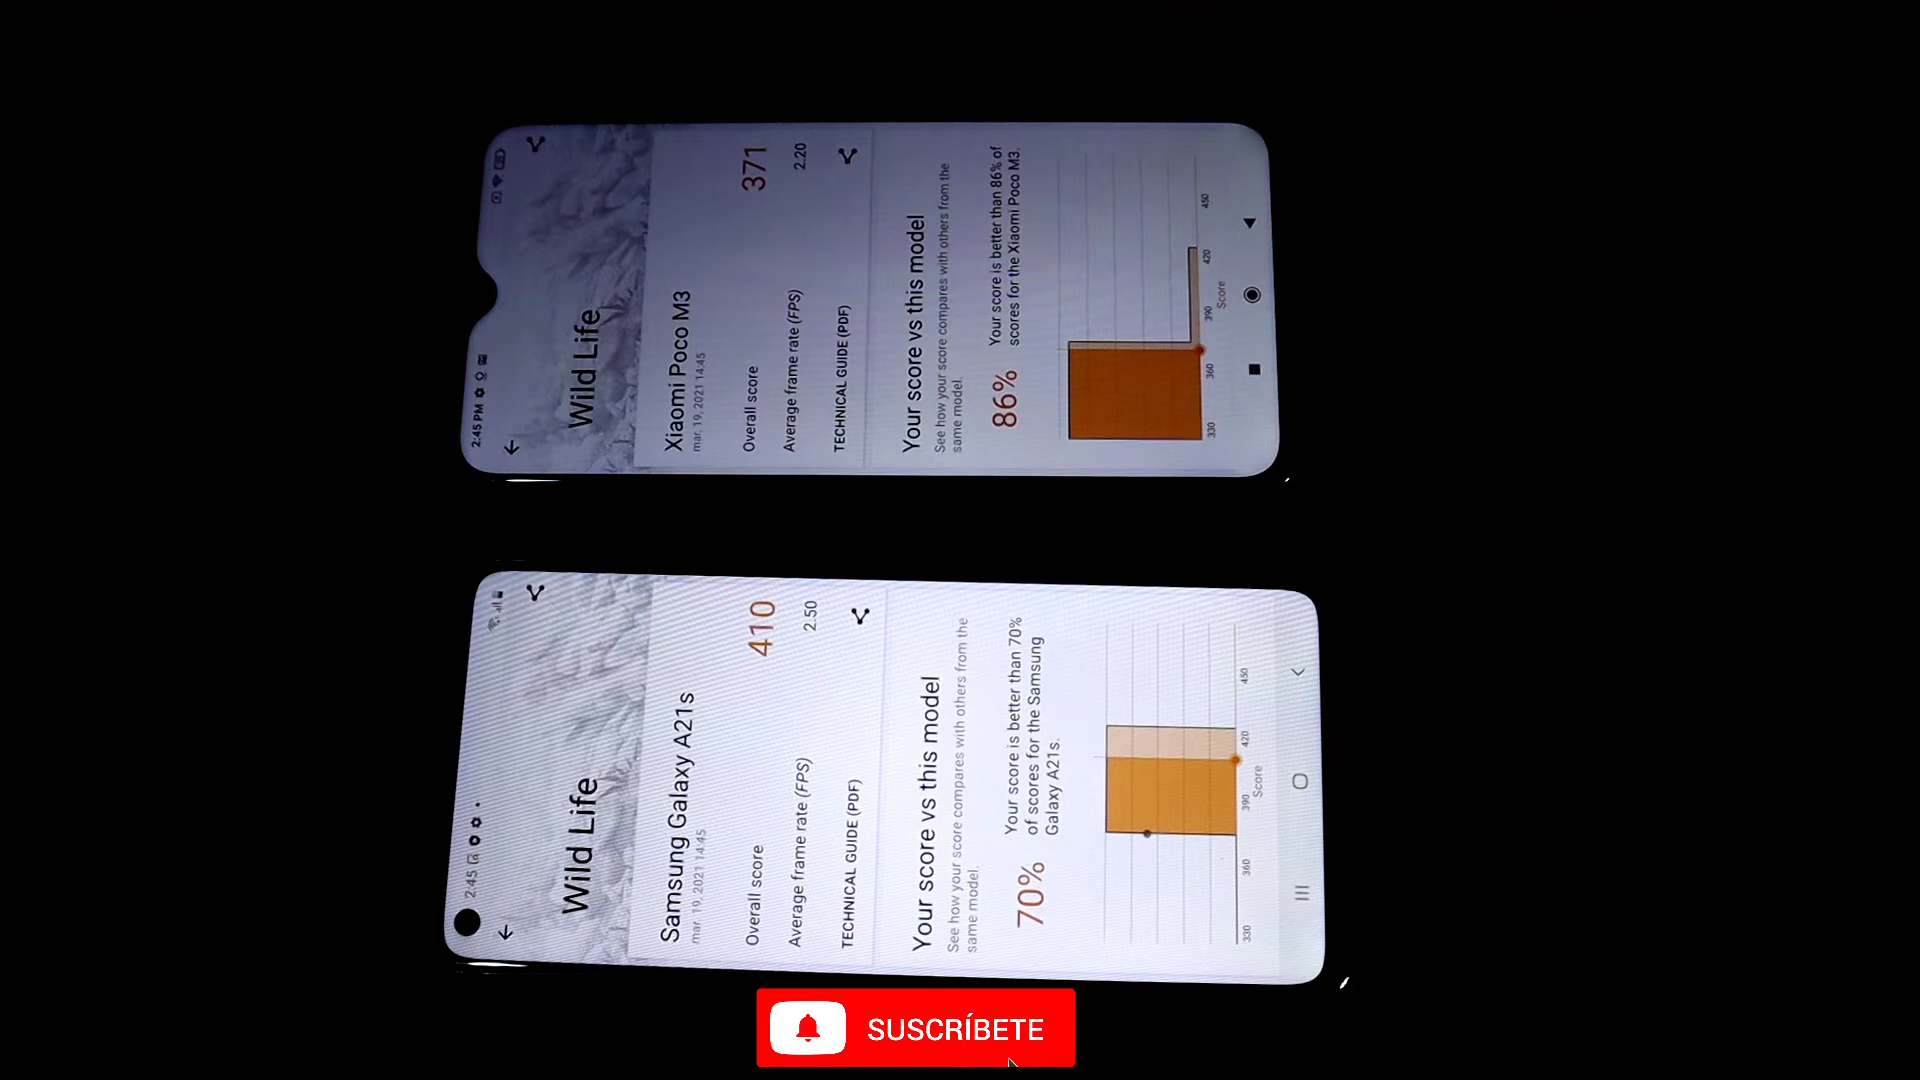 2:45 PM
Wild Life
Xiaomi Poco M3
mar. 19, 2021 14:45
Overall score 371
Average frame rate (FPS) 2.20
TECHNICAL GUIDE (PDF)
Your score vs this model
See how your score compares with others from the
same model.
86%
Your score is better than 86% of
scores for the Xiaomi Poco M3.
330 360 390 420 450
Score
2:45
Wild Life
Samsung Galaxy A21s
mar. 19, 2021 14:45
Overall score 410
Average frame rate (FPS) 2.50
TECHNICAL GUIDE (PDF)
Your score vs this model
See how your score compares with others from the
same model.
70%
Your score is better than 70%
of scores for the Samsung
Galaxy A21s.
330 360 390 420 450
Score
SUSCRÍBETE